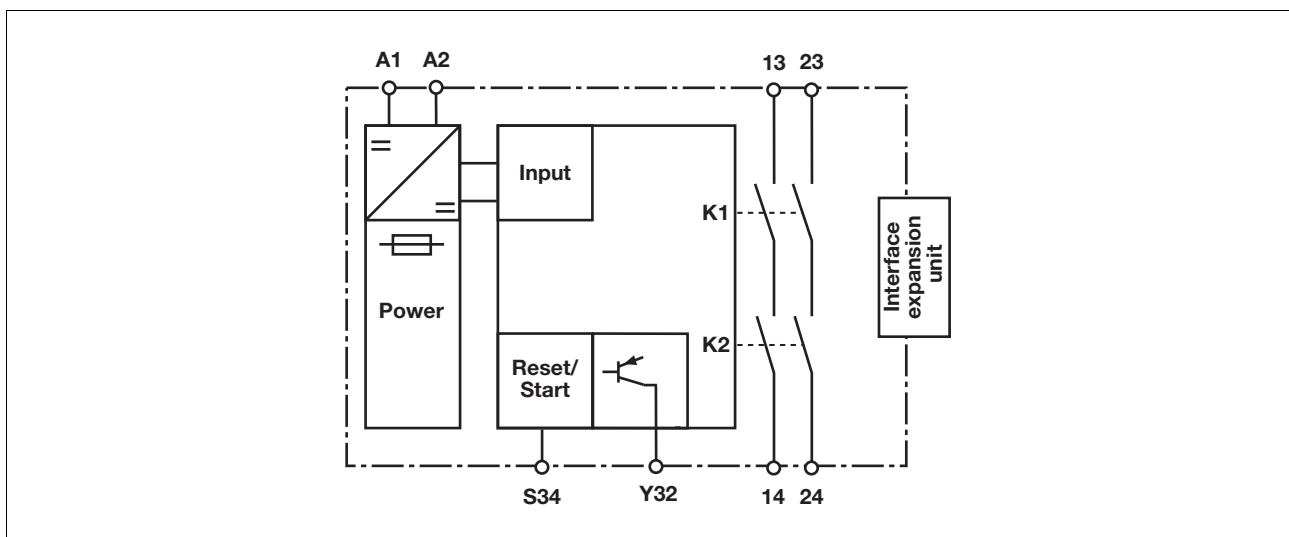 A1 A2 13 23
Input
K1
Interface
expansion
unit
Power
K2
Reset/
Start
S34 Y32 14 24